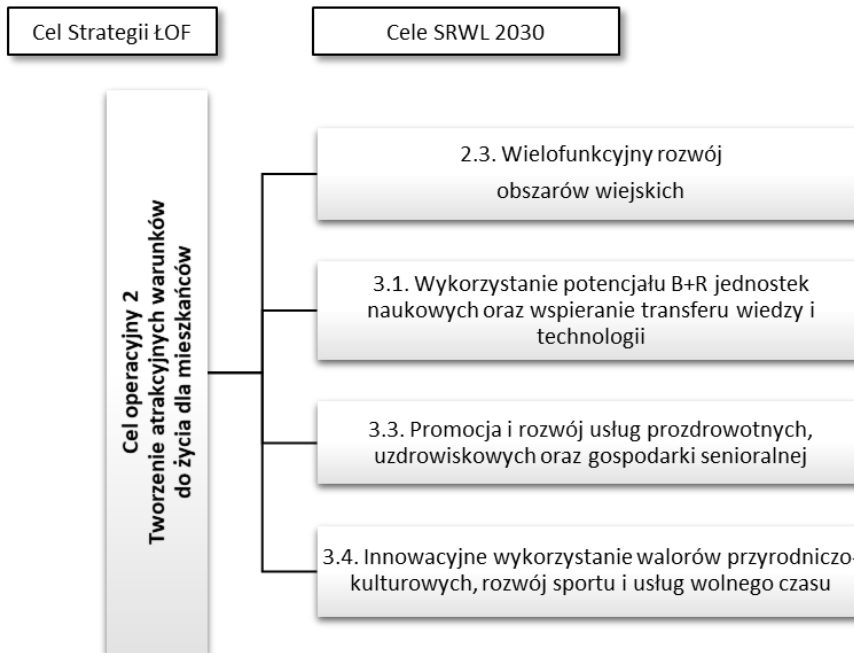 Cel Strategii ŁOF
Cele SRWL 2030
Cel operacyjny 2
Tworzenie atrakcyjnych warunków
do życia dla mieszkańców
2.3. Wielofunkcyjny rozwój
obszarów wiejskich
3.1. Wykorzystanie potencjału B+R jednostek
naukowych oraz wspieranie transferu wiedzy i
technologii
3.3. Promocja i rozwój usług prozdrowotnych,
uzdrowiskowych oraz gospodarki senioralnej
3.4. Innowacyjne wykorzystanie walorów przyrodniczo-
kulturowych, rozwój sportu i usług wolnego czasu